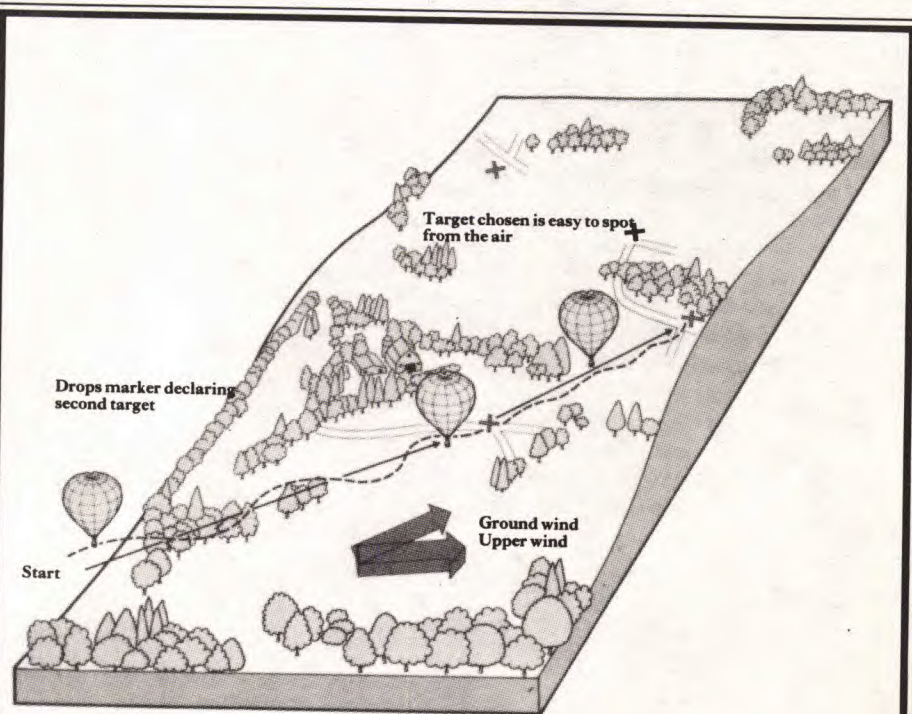 Target chosen is easy to spot
from the air
Drops marker declaring
second target
Start
Ground wind
Upper wind